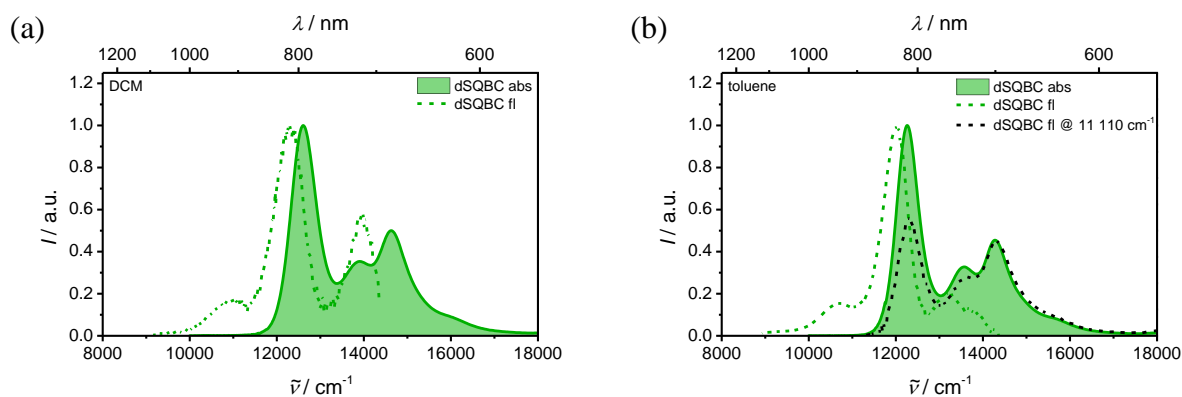 (a)
λ / nm
1200 1000 800 600
DCM
dSQBC abs
dSQBC fl
I / a.u.
1.2
1.0
0.8
0.6
0.4
0.2
0.0
8000 10000 12000 14000 16000 18000
ṽ / cm⁻¹
(b)
λ / nm
1200 1000 800 600
toluene
dSQBC abs
dSQBC fl
dSQBC fl @ 11 110 cm⁻¹
I / a.u.
1.2
1.0
0.8
0.6
0.4
0.2
0.0
8000 10000 12000 14000 16000 18000
ṽ / cm⁻¹